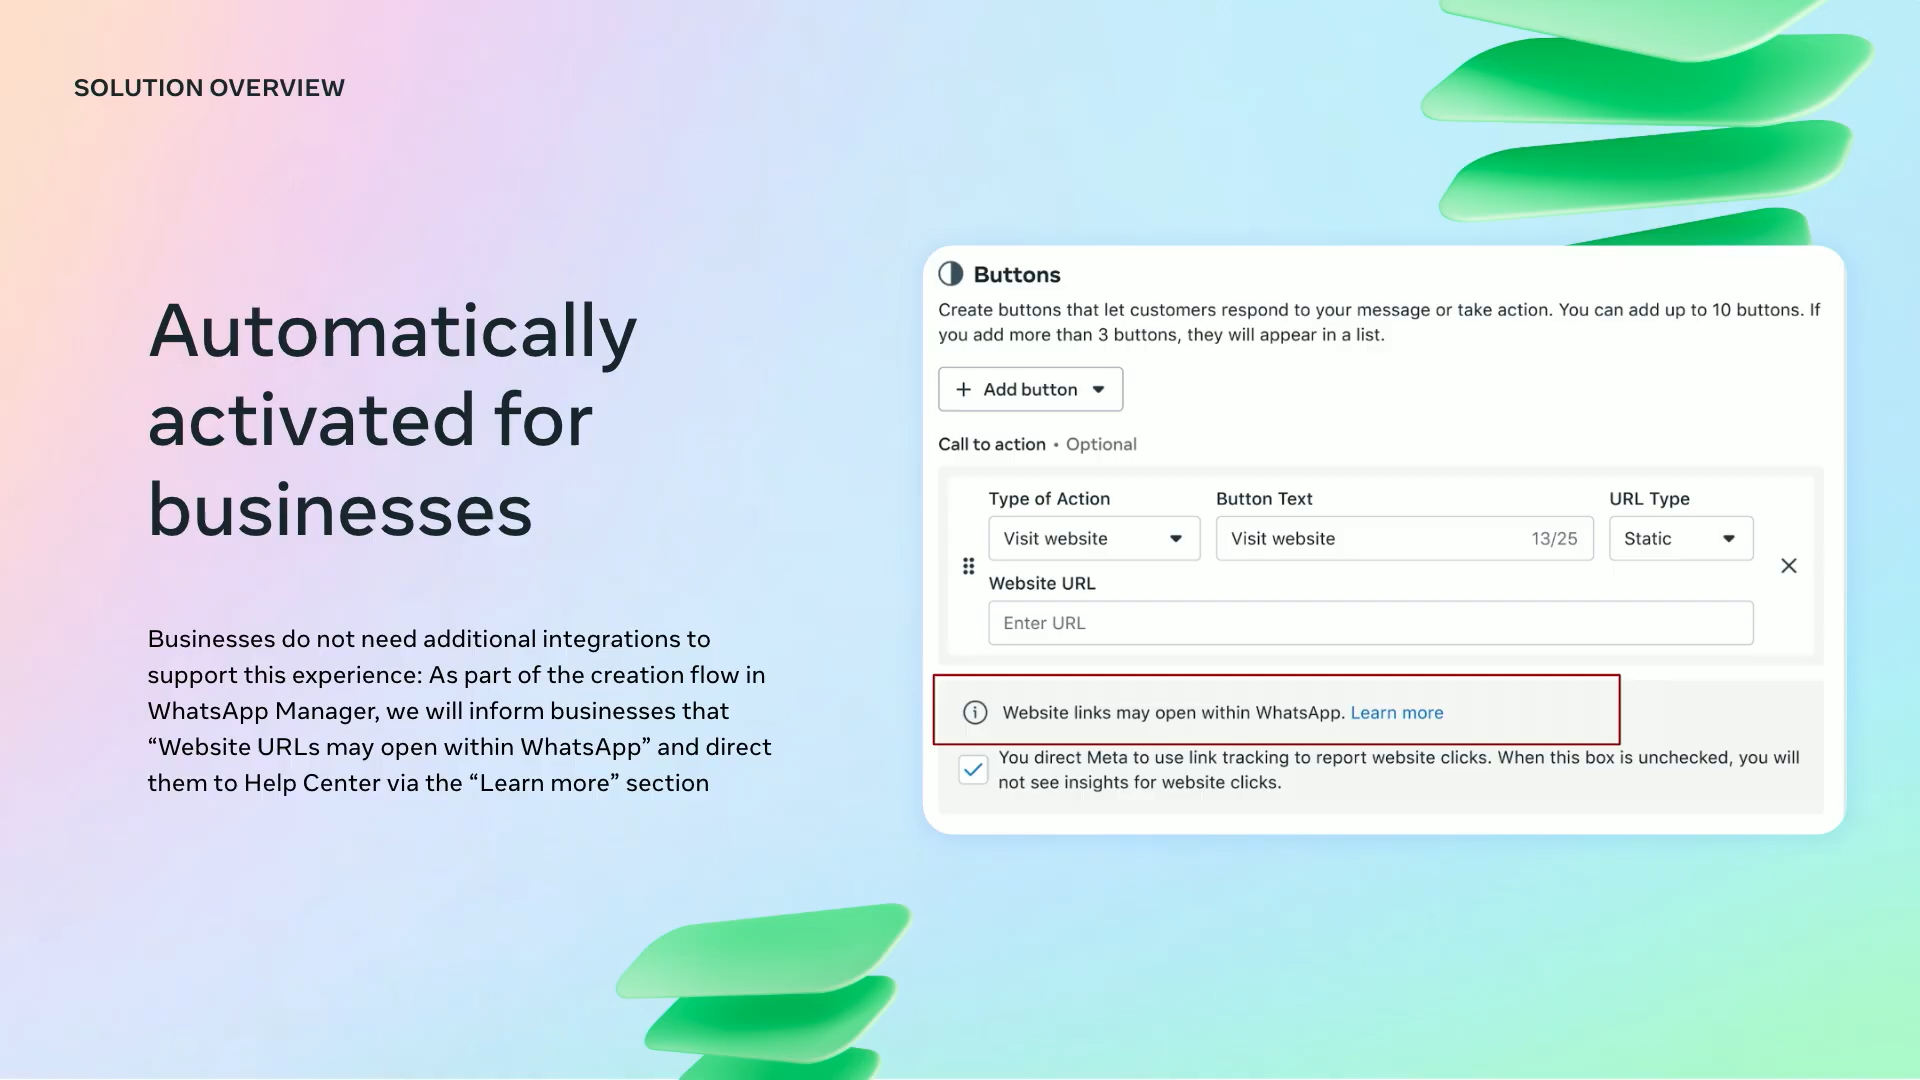 SOLUTION OVERVIEW
Automatically
activated for
businesses
Businesses do not need additional integrations to
support this experience: As part of the creation flow in
WhatsApp Manager, we will inform businesses that
“Website URLs may open within WhatsApp” and direct
them to Help Center via the “Learn more” section
Buttons
Create buttons that let customers respond to your message or take action. You can add up to 10 buttons. If
you add more than 3 buttons, they will appear in a list.
+ Add button
Call to action • Optional
Type of Action Button Text URL Type
Visit website Visit website 13/25 Static
Website URL
Enter URL
Website links may open within WhatsApp. Learn more
You direct Meta to use link tracking to report website clicks. When this box is unchecked, you will
not see insights for website clicks.